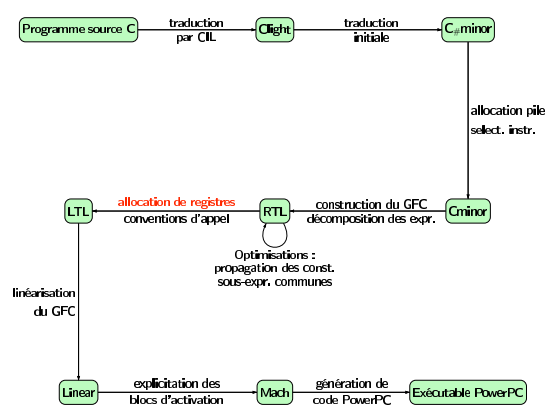 Programme source C
traduction
par CIL
Clight
traduction
initiale
C#minor
allocation pile
select. instr.
LTL
allocation de registres
conventions d'appel
RTL
construction du GFC
décomposition des expr.
Cminor
Optimisations :
propagation des const.
sous-expr. communes
linéarisation
du GFC
Linear
explicitation des
blocs d'activation
Mach
génération de
code PowerPC
Exécutable PowerPC